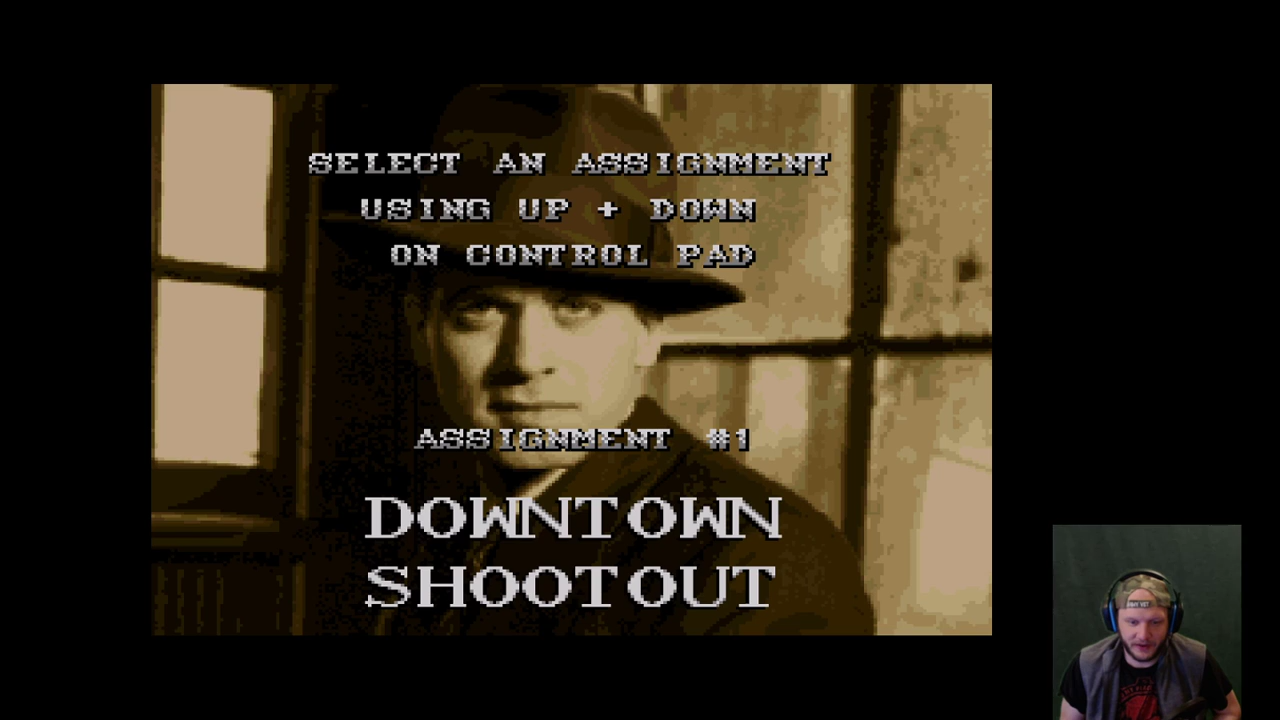 SELECT AN ASSIGNMENT
USING UP + DOWN
ON CONTROL PAD
ASSIGNMENT #1
DOWNTOWN
SHOOTOUT